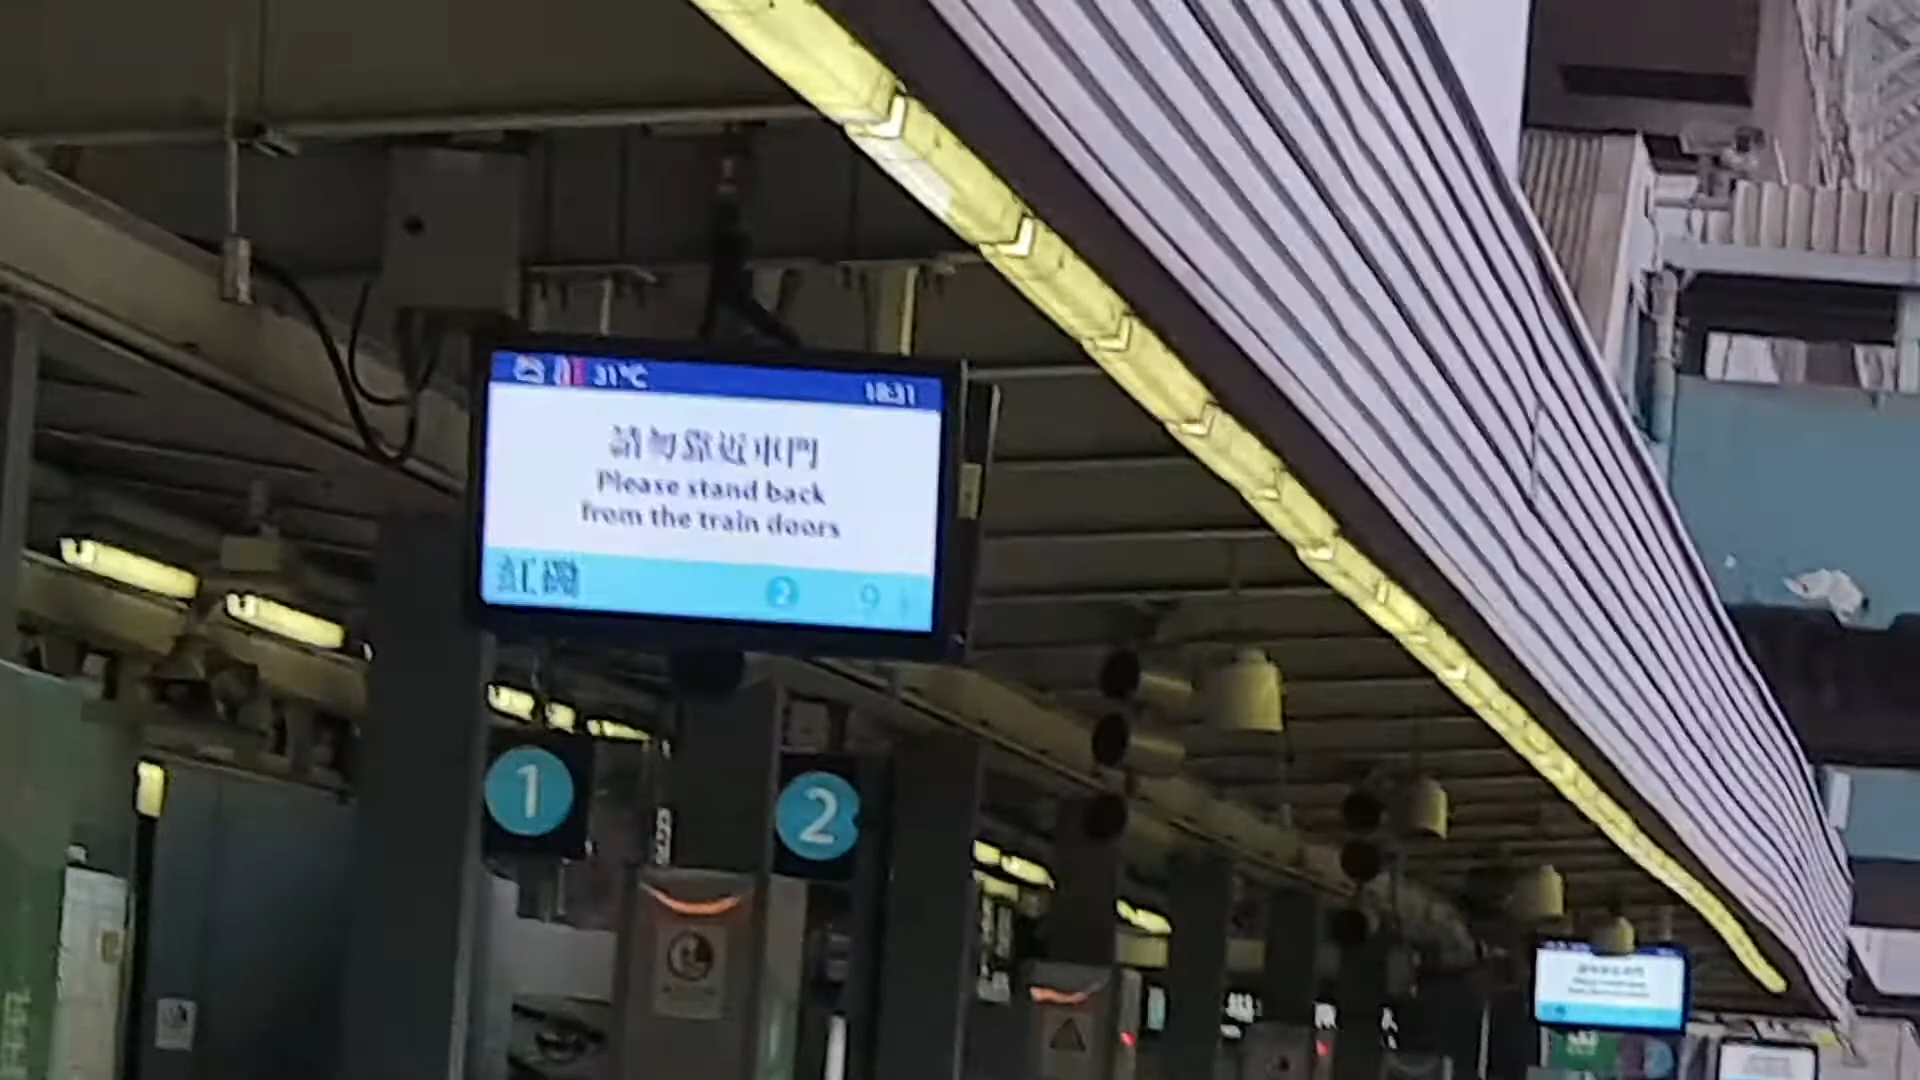 31°C
18:31
請勿靠近車門
Please stand back
from the train doors
紅磡
2
9
1
2